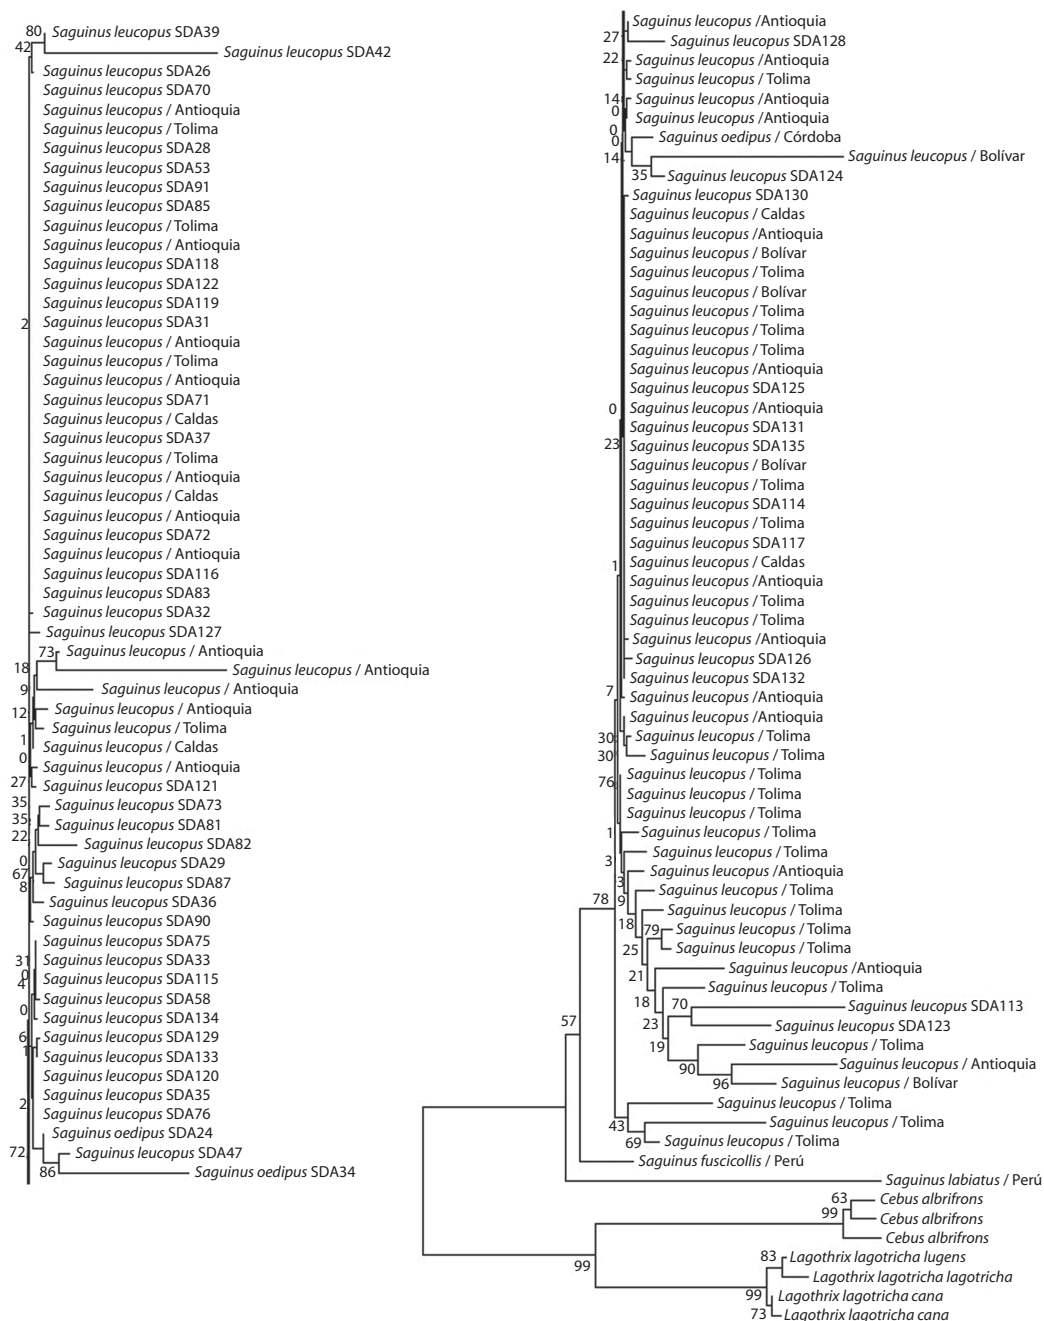 80
Saguinus leucopus SDA39
42
Saguinus leucopus SDA42
Saguinus leucopus SDA26
Saguinus leucopus SDA70
Saguinus leucopus / Antioquia
Saguinus leucopus / Tolima
Saguinus leucopus SDA28
Saguinus leucopus SDA53
Saguinus leucopus SDA91
Saguinus leucopus SDA85
Saguinus leucopus / Tolima
Saguinus leucopus / Antioquia
Saguinus leucopus SDA118
Saguinus leucopus SDA122
Saguinus leucopus SDA119
2
Saguinus leucopus SDA31
Saguinus leucopus / Antioquia
Saguinus leucopus / Tolima
Saguinus leucopus / Antioquia
Saguinus leucopus SDA71
Saguinus leucopus / Caldas
Saguinus leucopus SDA37
Saguinus leucopus / Tolima
Saguinus leucopus / Antioquia
Saguinus leucopus / Caldas
Saguinus leucopus / Antioquia
Saguinus leucopus SDA72
Saguinus leucopus / Antioquia
Saguinus leucopus SDA116
Saguinus leucopus SDA83
Saguinus leucopus SDA32
Saguinus leucopus SDA127
73
Saguinus leucopus / Antioquia
18
Saguinus leucopus / Antioquia
9
Saguinus leucopus / Antioquia
12
Saguinus leucopus / Antioquia
Saguinus leucopus / Tolima
1
Saguinus leucopus / Caldas
0
Saguinus leucopus / Antioquia
27
Saguinus leucopus SDA121
35
Saguinus leucopus SDA73
35
Saguinus leucopus SDA81
22
Saguinus leucopus SDA82
0
Saguinus leucopus SDA29
67
8
Saguinus leucopus SDA87
Saguinus leucopus SDA36
Saguinus leucopus SDA90
Saguinus leucopus SDA75
31
Saguinus leucopus SDA33
0
4
Saguinus leucopus SDA115
Saguinus leucopus SDA58
0
Saguinus leucopus SDA134
6
Saguinus leucopus SDA129
1
Saguinus leucopus SDA133
Saguinus leucopus SDA120
Saguinus leucopus SDA35
2
Saguinus leucopus SDA76
Saguinus oedipus SDA24
72
Saguinus leucopus SDA47
86
Saguinus oedipus SDA34
Saguinus leucopus /Antioquia
27
Saguinus leucopus SDA128
22
Saguinus leucopus /Antioquia
Saguinus leucopus / Tolima
14
Saguinus leucopus /Antioquia
0
Saguinus leucopus /Antioquia
0
0
Saguinus oedipus / Córdoba
14
Saguinus leucopus / Bolívar
35
Saguinus leucopus SDA124
Saguinus leucopus SDA130
Saguinus leucopus / Caldas
Saguinus leucopus /Antioquia
Saguinus leucopus / Bolívar
Saguinus leucopus / Tolima
Saguinus leucopus / Bolívar
Saguinus leucopus / Tolima
Saguinus leucopus / Tolima
Saguinus leucopus / Tolima
Saguinus leucopus /Antioquia
Saguinus leucopus SDA125
0
Saguinus leucopus /Antioquia
Saguinus leucopus SDA131
23
Saguinus leucopus SDA135
Saguinus leucopus / Bolívar
Saguinus leucopus / Tolima
Saguinus leucopus SDA114
Saguinus leucopus / Tolima
Saguinus leucopus SDA117
1
Saguinus leucopus / Caldas
Saguinus leucopus /Antioquia
Saguinus leucopus / Tolima
Saguinus leucopus / Tolima
Saguinus leucopus /Antioquia
Saguinus leucopus SDA126
Saguinus leucopus SDA132
7
Saguinus leucopus /Antioquia
Saguinus leucopus /Antioquia
30
Saguinus leucopus / Tolima
30
Saguinus leucopus / Tolima
76
Saguinus leucopus / Tolima
Saguinus leucopus / Tolima
Saguinus leucopus / Tolima
1
Saguinus leucopus / Tolima
3
Saguinus leucopus / Tolima
3
Saguinus leucopus /Antioquia
78
9
Saguinus leucopus / Tolima
18
Saguinus leucopus / Tolima
79
Saguinus leucopus / Tolima
25
Saguinus leucopus / Tolima
21
Saguinus leucopus /Antioquia
Saguinus leucopus / Tolima
18
70
Saguinus leucopus SDA113
57
23
Saguinus leucopus SDA123
19
Saguinus leucopus / Tolima
90
Saguinus leucopus / Antioquia
96
Saguinus leucopus / Bolívar
Saguinus leucopus / Tolima
43
Saguinus leucopus / Tolima
69
Saguinus leucopus / Tolima
Saguinus fuscicollis / Perú
Saguinus labiatus / Perú
63
Cebus albrifrons
99
Cebus albrifrons
Cebus albrifrons
99
83
Lagothrix lagotricha lugens
Lagothrix lagotricha lagotricha
99
Lagothrix lagotricha cana
73
Lagothrix lagotricha cana